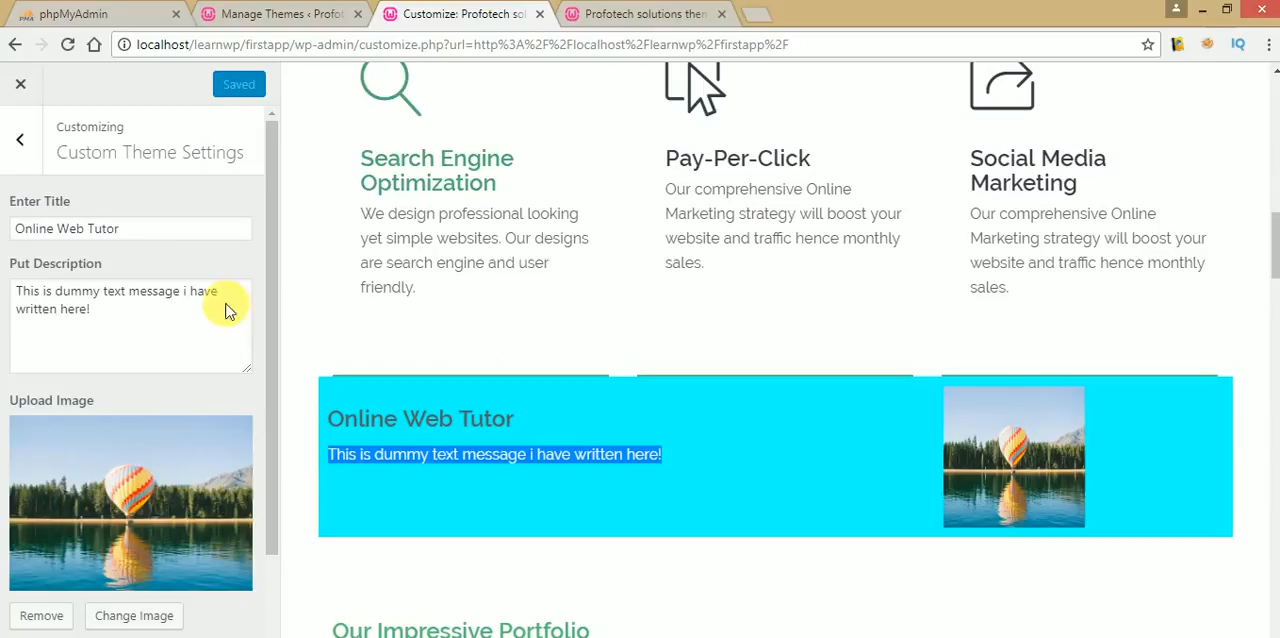 phpMyAdmin
Manage Themes ‹ Profot
Customize: Profotech sol
Profotech solutions then
localhost/learnwp/firstapp/wp-admin/customize.php?url=http%3A%2F%2Flocalhost%2Flearnwp%2Ffirstapp%2F
IQ
Saved
Customizing
Custom Theme Settings
Enter Title
Online Web Tutor
Put Description
This is dummy text message i have
written here!
Upload Image
Remove
Change Image
Search Engine
Optimization
We design professional looking
yet simple websites. Our designs
are search engine and user
friendly.
Pay-Per-Click
Our comprehensive Online
Marketing strategy will boost your
website and traffic hence monthly
sales.
Social Media
Marketing
Our comprehensive Online
Marketing strategy will boost your
website and traffic hence monthly
sales.
Online Web Tutor
This is dummy text message i have written here!
Our Impressive Portfolio